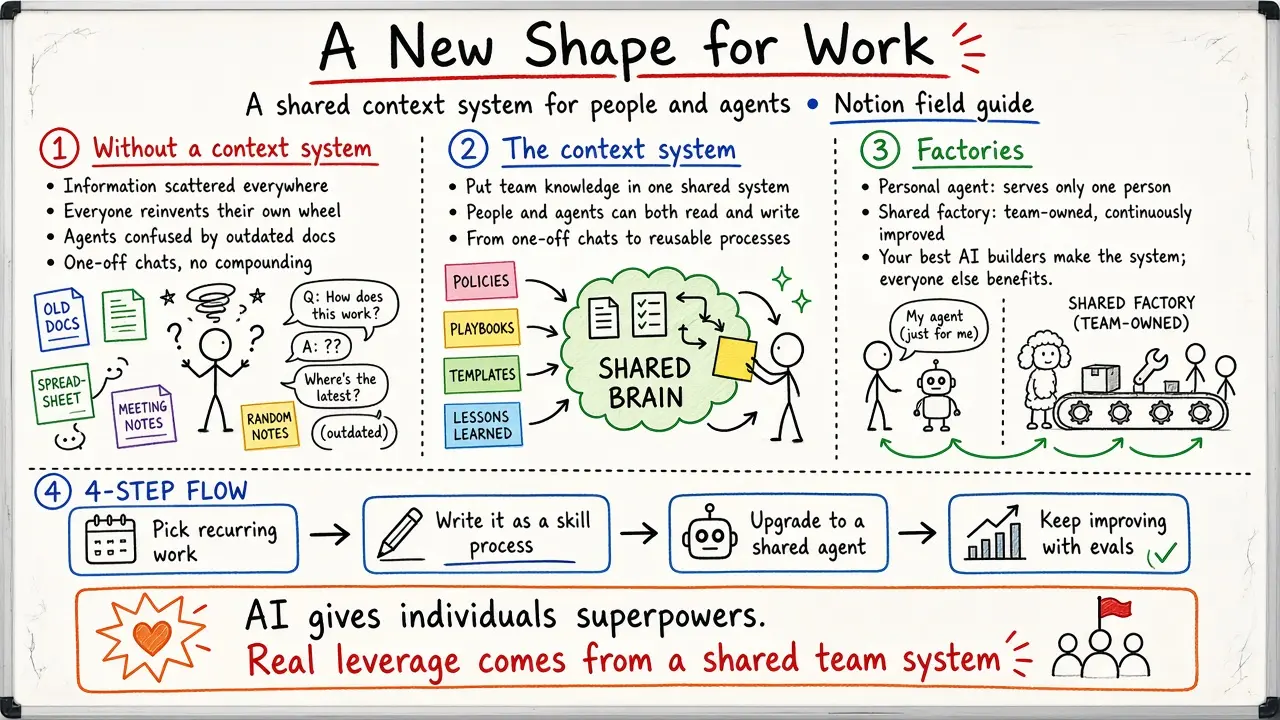 A New Shape for Work
A shared context system for people and agents • Notion field guide
1 Without a context system
• Information scattered everywhere
• Everyone reinvents their own wheel
• Agents confused by outdated docs
• One-off chats, no compounding
OLD
DOCS
SPREAD-
SHEET
MEETING
NOTES
RANDOM
NOTES
? ?
Q: How does
this work?
A: ??
Where's the
latest?
(outdated)
2 The context system
• Put team knowledge in one shared system
• People and agents can both read and write
• From one-off chats to reusable processes
POLICIES
PLAYBOOKS
TEMPLATES
LESSONS
LEARNED
SHARED
BRAIN
3 Factories
• Personal agent: serves only one person
• Shared factory: team-owned, continuously
improved
• Your best AI builders make the system;
everyone else benefits.
My agent
(just for me)
SHARED FACTORY
(TEAM-OWNED)
4 4-STEP FLOW
Pick recurring
work
Write it as a skill
process
Upgrade to a
shared agent
Keep improving
with evals
AI gives individuals superpowers.
Real leverage comes from a shared team system